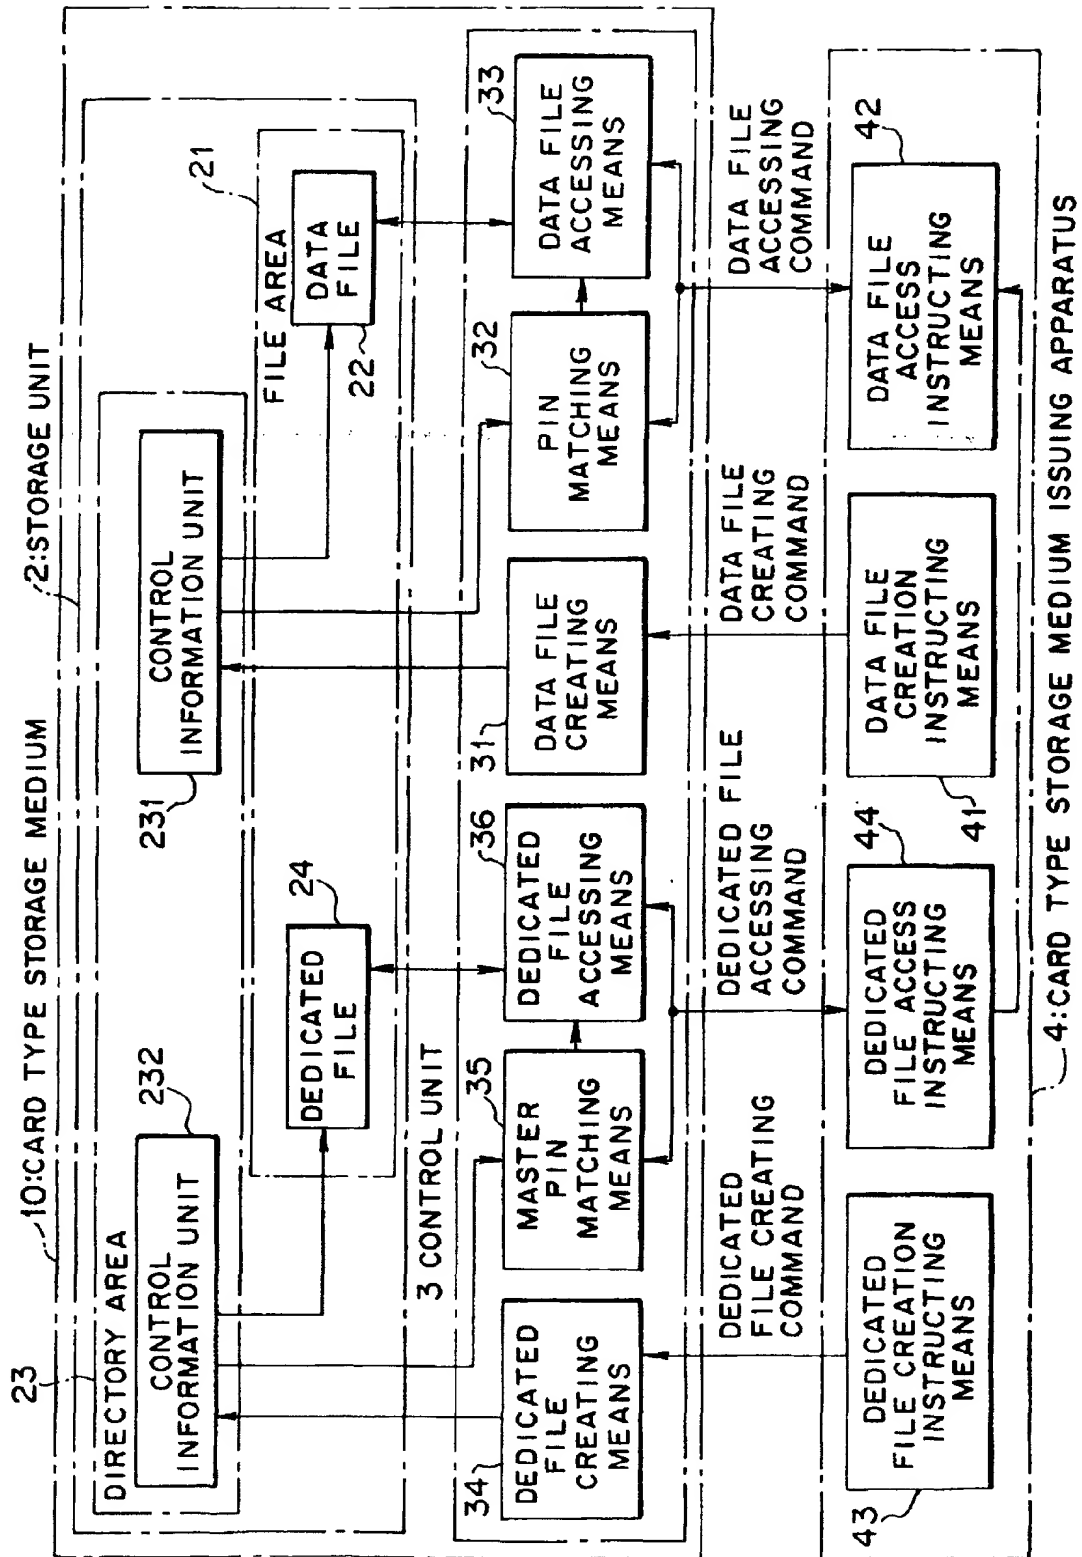 10:CARD TYPE STORAGE MEDIUM
2:STORAGE UNIT
23
DIRECTORY AREA
232
CONTROL
INFORMATION UNIT
231
CONTROL
INFORMATION UNIT
FILE AREA
21
24
DEDICATED
FILE
22
DATA
FILE
3 CONTROL UNIT
34
DEDICATED
FILE
CREATING
MEANS
35
MASTER
PIN
MATCHING
MEANS
36
DEDICATED
FILE
ACCESSING
MEANS
31
DATA FILE
CREATING
MEANS
32
PIN
MATCHING
MEANS
33
DATA FILE
ACCESSING
MEANS
DEDICATED
FILE CREATING
COMMAND
DEDICATED FILE
ACCESSING
COMMAND
DATA FILE
CREATING
COMMAND
DATA FILE
ACCESSING
COMMAND
43
DEDICATED
FILE CREATION
INSTRUCTING
MEANS
44
DEDICATED
FILE ACCESS
INSTRUCTING
MEANS
41
DATA FILE
CREATION
INSTRUCTING
MEANS
42
DATA FILE
ACCESS
INSTRUCTING
MEANS
4:CARD TYPE STORAGE MEDIUM ISSUING APPARATUS